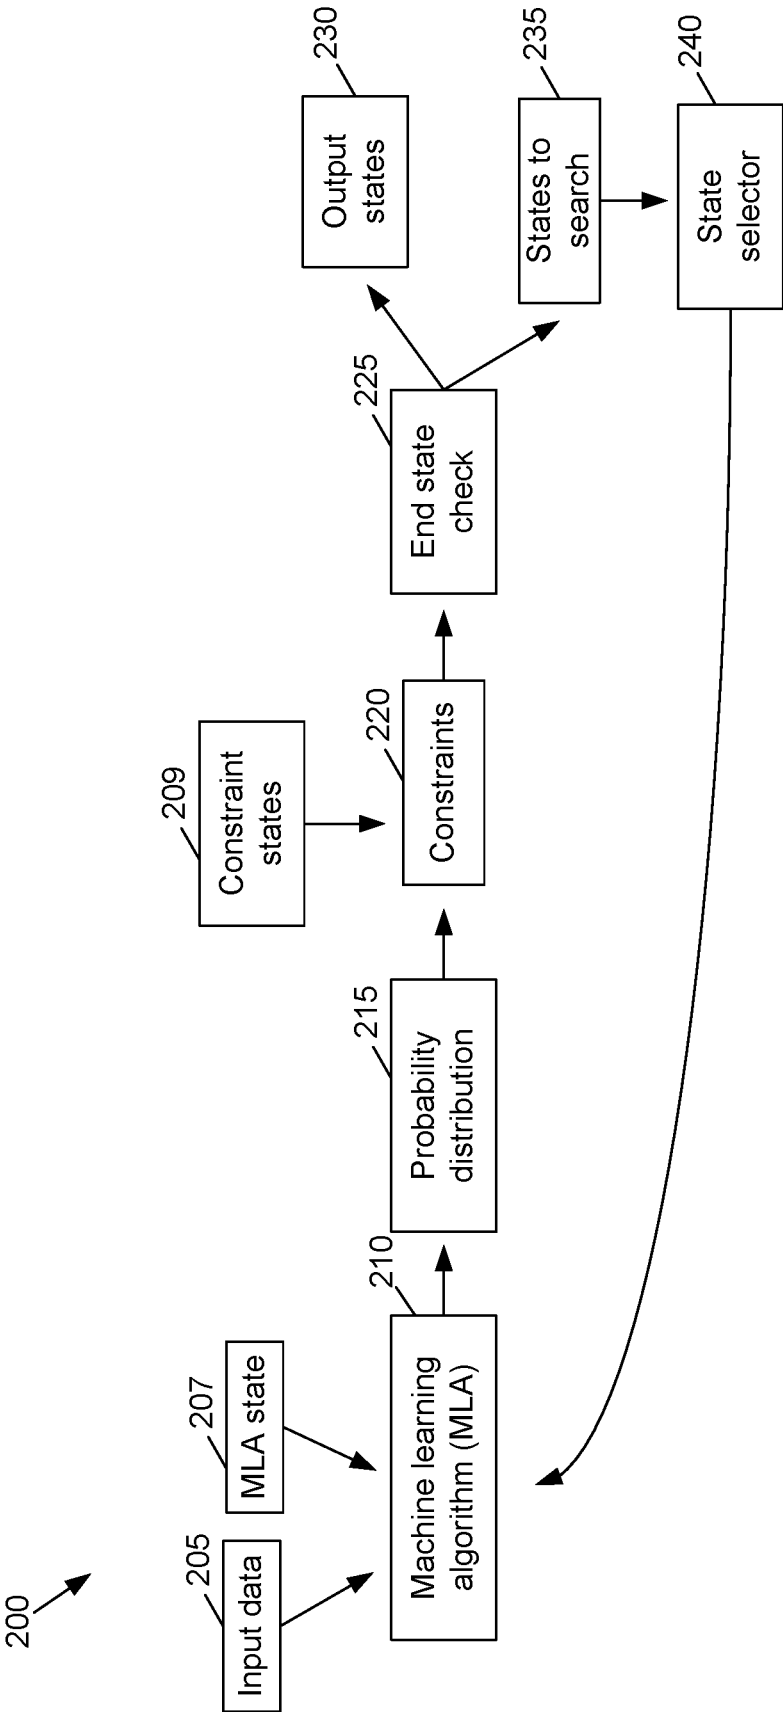 200
205
Input data
207
MLA state
210
Machine learning
algorithm (MLA)
215
Probability
distribution
209
Constraint
states
220
Constraints
225
End state
check
230
Output
states
235
States to
search
240
State
selector